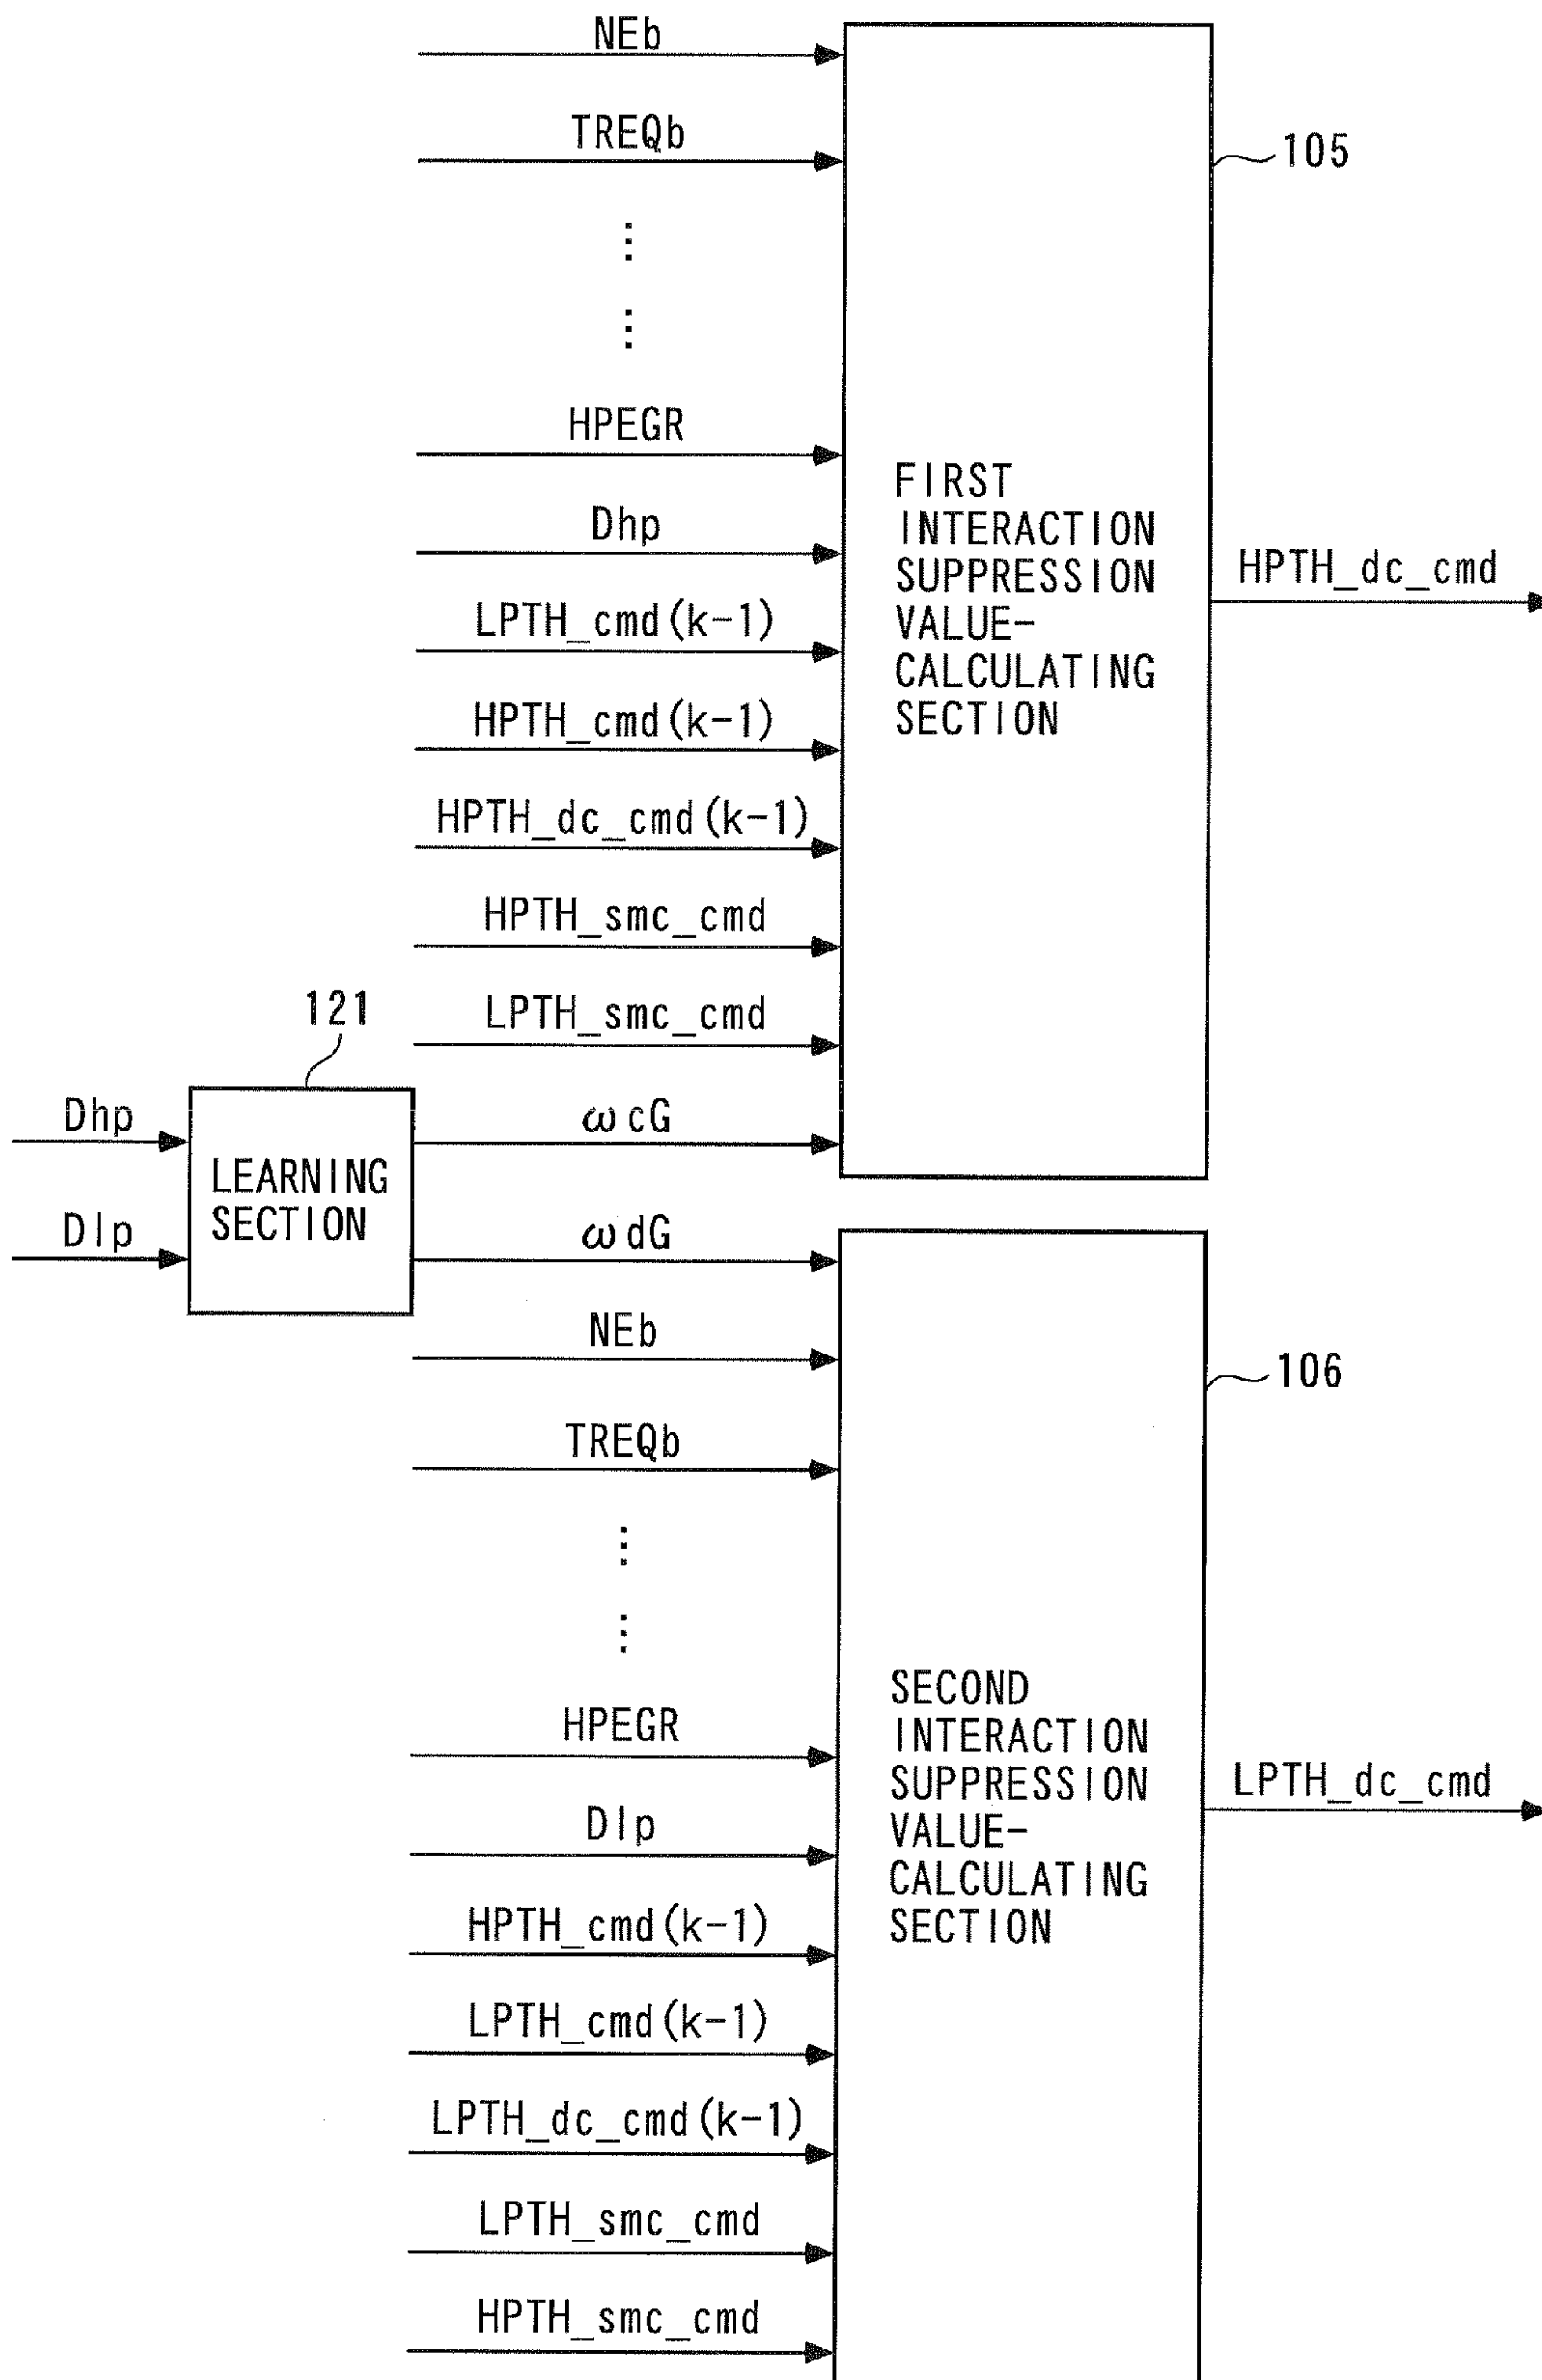 NEb
TREQb
105
⋮
⋮
HPEGR
Dhp
LPTH_cmd(k-1)
HPTH_cmd(k-1)
HPTH_dc_cmd(k-1)
HPTH_smc_cmd
LPTH_smc_cmd
FIRST
INTERACTION
SUPPRESSION
VALUE-
CALCULATING
SECTION
HPTH_dc_cmd
121
Dhp
Dlp
LEARNING
SECTION
ωcG
ωdG
NEb
TREQb
106
⋮
⋮
HPEGR
Dlp
HPTH_cmd(k-1)
LPTH_cmd(k-1)
LPTH_dc_cmd(k-1)
LPTH_smc_cmd
HPTH_smc_cmd
SECOND
INTERACTION
SUPPRESSION
VALUE-
CALCULATING
SECTION
LPTH_dc_cmd